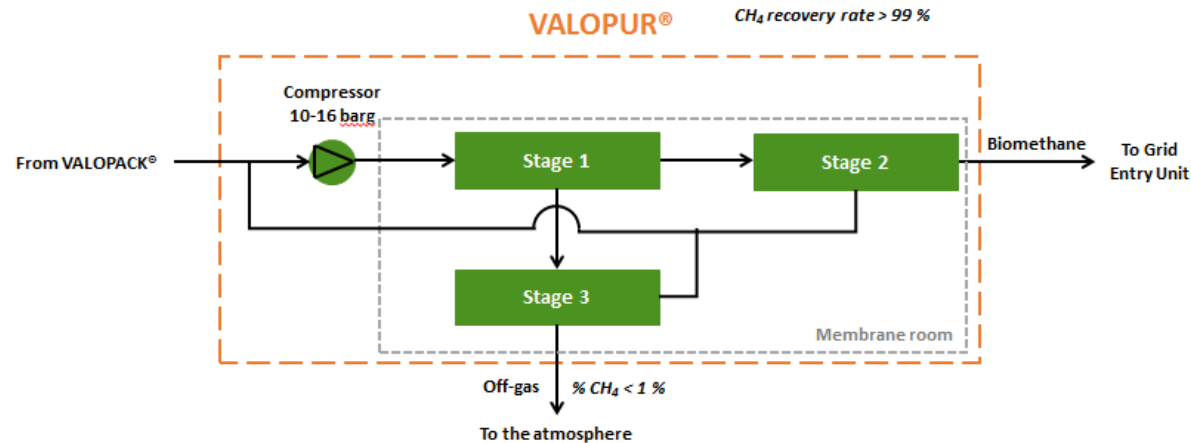 VALOPUR®
CH₄ recovery rate > 99 %
Compressor
10-16 barg
From VALOPACK®
Stage 1
Stage 2
Biomethane
To Grid
Entry Unit
Stage 3
Membrane room
Off-gas
% CH₄ < 1 %
To the atmosphere